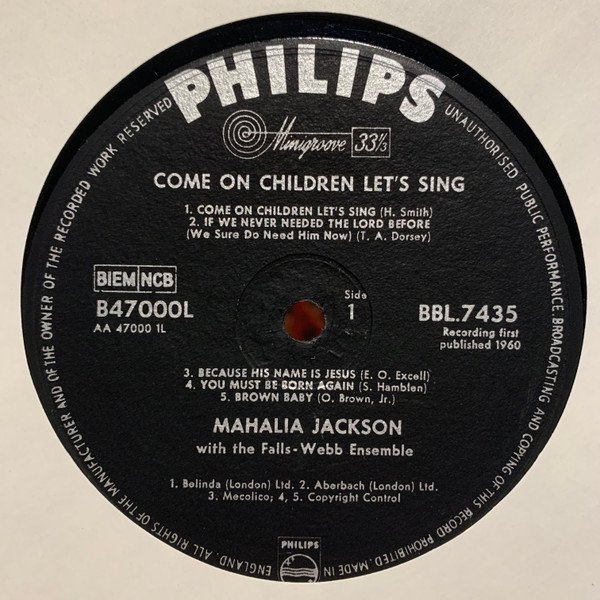 PHILIPS
Minigroove 33⅓
COME ON CHILDREN LET'S SING
1. COME ON CHILDREN LET'S SING (H. Smith)
2. IF WE NEVER NEEDED THE LORD BEFORE
(We Sure Do Need Him Now) (T. A. Dorsey)
BIEM NCB
B47000L
AA 47000 1L
Side
1
BBL.7435
Recording first
published 1960
3. BECAUSE HIS NAME IS JESUS (E. O. Excell)
4. YOU MUST BE BORN AGAIN (S. Hamblen)
5. BROWN BABY (O. Brown, Jr.)
MAHALIA JACKSON
with the Falls-Webb Ensemble
1. Belinda (London) Ltd. 2. Aberbach (London) Ltd.
3. Mecolico; 4, 5. Copyright Control
PHILIPS
ALL RIGHTS OF THE MANUFACTURER AND OF THE OWNER OF THE RECORDED WORK RESERVED
UNAUTHORISED PUBLIC PERFORMANCE BROADCASTING AND COPYING OF THIS RECORD PROHIBITED. MADE IN ENGLAND.